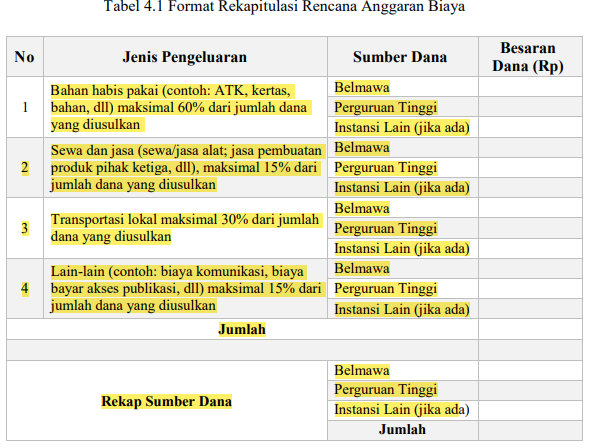 Tabel 4.1 Format Rekapitulasi Rencana Anggaran Biaya
No Jenis Pengeluaran Sumber Dana Besaran
Dana (Rp)
1
Bahan habis pakai (contoh: ATK, kertas,
bahan, dll) maksimal 60% dari jumlah dana
yang diusulkan
Belmawa
Perguruan Tinggi
Instansi Lain (jika ada)
2
Sewa dan jasa (sewa/jasa alat; jasa pembuatan
produk pihak ketiga, dll), maksimal 15% dari
jumlah dana yang diusulkan
Belmawa
Perguruan Tinggi
Instansi Lain (jika ada)
3
Transportasi lokal maksimal 30% dari jumlah
dana yang diusulkan
Belmawa
Perguruan Tinggi
Instansi Lain (jika ada)
4
Lain-lain (contoh: biaya komunikasi, biaya
bayar akses publikasi, dll) maksimal 15% dari
jumlah dana yang diusulkan
Belmawa
Perguruan Tinggi
Instansi Lain (jika ada)
Jumlah
Rekap Sumber Dana
Belmawa
Perguruan Tinggi
Instansi Lain (jika ada)
Jumlah